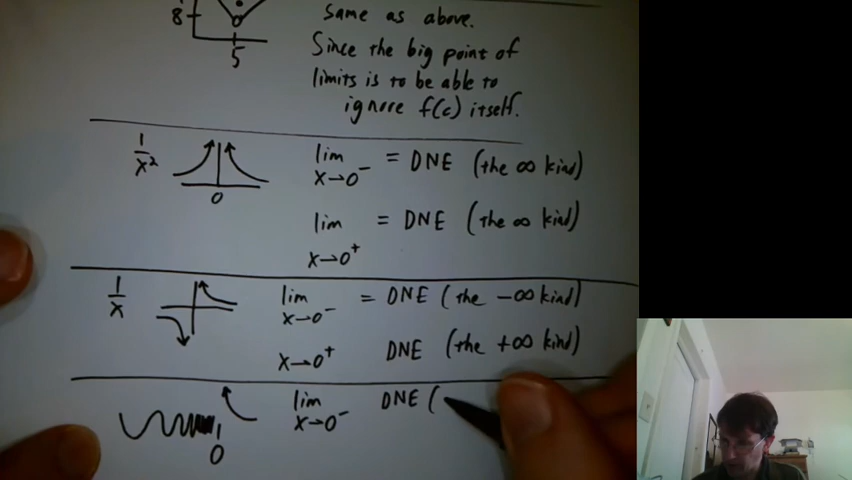 8
5
Same as above.
Since the big point of
limits is to be able to
ignore f(c) itself.
1/x²
0
lim x→0⁻ = DNE (the ∞ kind)
lim x→0⁺ = DNE (the ∞ kind)
1/x
lim x→0⁻ = DNE (the -∞ kind)
x→0⁺ DNE (the +∞ kind)
0
lim x→0⁻ DNE (